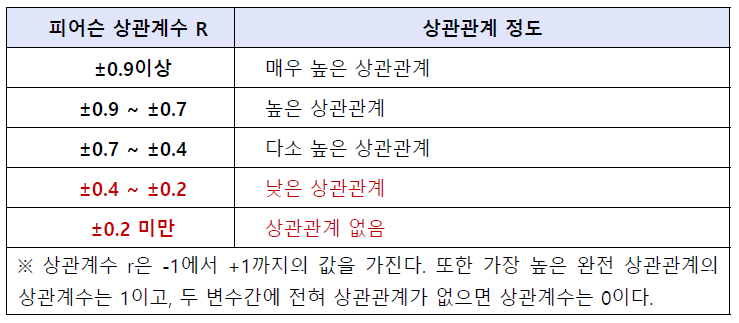 피어슨 상관계수 R 상관관계 정도
±0.9이상 매우 높은 상관관계
±0.9 ~ ±0.7 높은 상관관계
±0.7 ~ ±0.4 다소 높은 상관관계
±0.4 ~ ±0.2 낮은 상관관계
±0.2 미만 상관관계 없음
※ 상관계수 r은 -1에서 +1까지의 값을 가진다. 또한 가장 높은 완전 상관관계의
상관계수는 1이고, 두 변수간에 전혀 상관관계가 없으면 상관계수는 0이다.